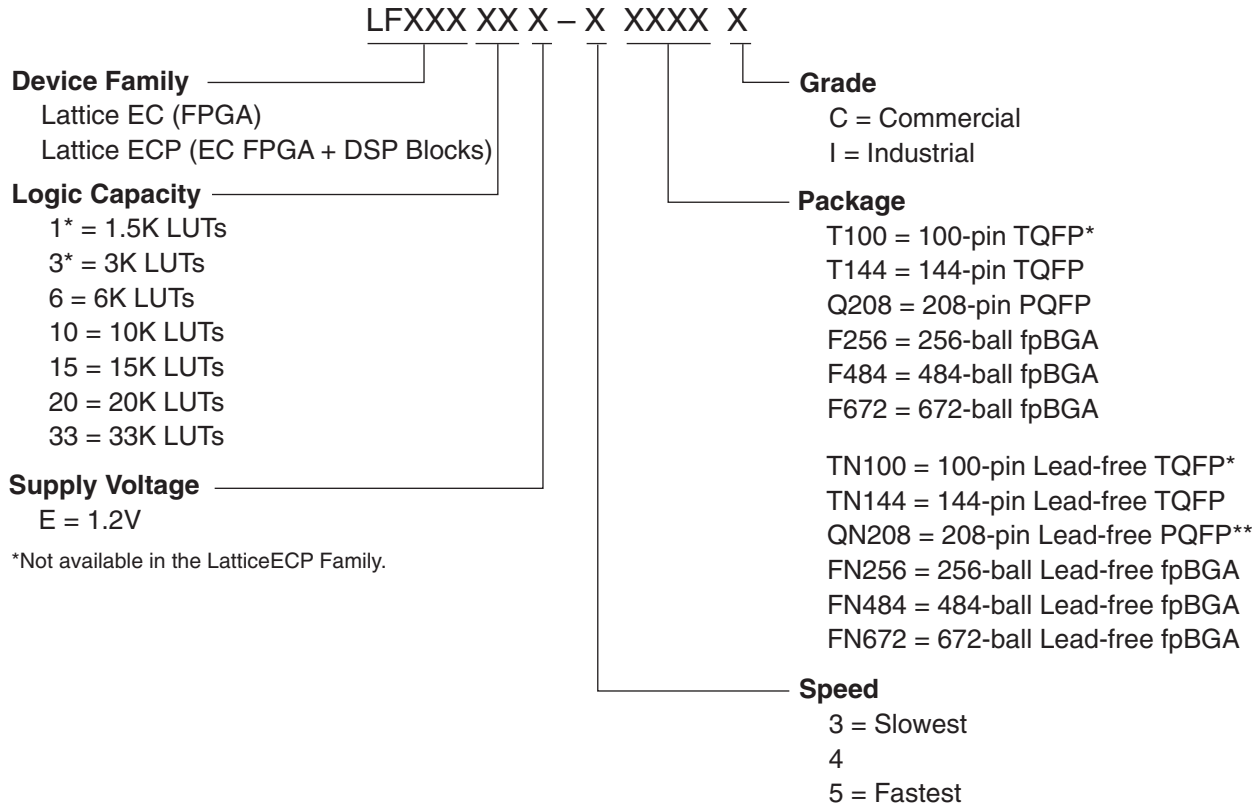 LFXXX XX X – X XXXX X
Device Family
Lattice EC (FPGA)
Lattice ECP (EC FPGA + DSP Blocks)
Logic Capacity
1* = 1.5K LUTs
3* = 3K LUTs
6 = 6K LUTs
10 = 10K LUTs
15 = 15K LUTs
20 = 20K LUTs
33 = 33K LUTs
Supply Voltage
E = 1.2V
*Not available in the LatticeECP Family.
Grade
C = Commercial
I = Industrial
Package
T100 = 100-pin TQFP*
T144 = 144-pin TQFP
Q208 = 208-pin PQFP
F256 = 256-ball fpBGA
F484 = 484-ball fpBGA
F672 = 672-ball fpBGA
TN100 = 100-pin Lead-free TQFP*
TN144 = 144-pin Lead-free TQFP
QN208 = 208-pin Lead-free PQFP**
FN256 = 256-ball Lead-free fpBGA
FN484 = 484-ball Lead-free fpBGA
FN672 = 672-ball Lead-free fpBGA
Speed
3 = Slowest
4
5 = Fastest